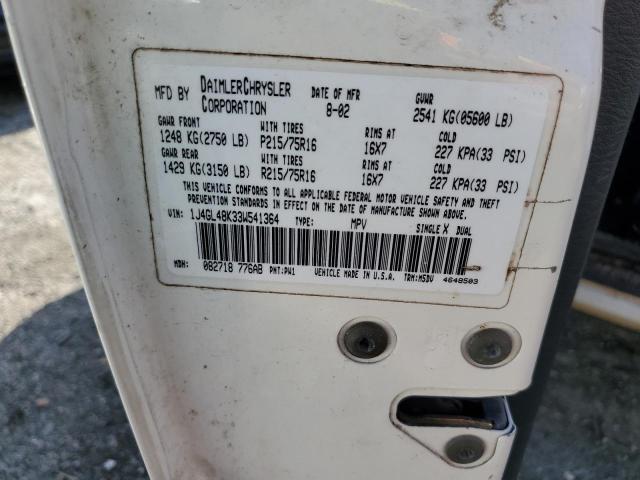 MFD BY DAIMLERCHRYSLER CORPORATION DATE OF MFR 8-02 GVWR 2541 KG(05600 LB)
GAWR FRONT WITH TIRES RIMS AT COLD
1248 KG(2750 LB) P215/75R16 16X7 227 KPA(33 PSI)
GAWR REAR WITH TIRES RIMS AT COLD
1429 KG(3150 LB) R215/75R16 16X7 227 KPA(33 PSI)
THIS VEHICLE CONFORMS TO ALL APPLICABLE FEDERAL MOTOR VEHICLE SAFETY AND THEFT
PREVENTION STANDARDS IN EFFECT ON THE DATE OF MANUFACTURE SHOWN ABOVE.
VIN: 1J4GL48K33W541364 TYPE: MPV SINGLE X DUAL
MDH: 082718 776AB PNT:PW1 VEHICLE MADE IN U.S.A. TRM:M5DV 4648503